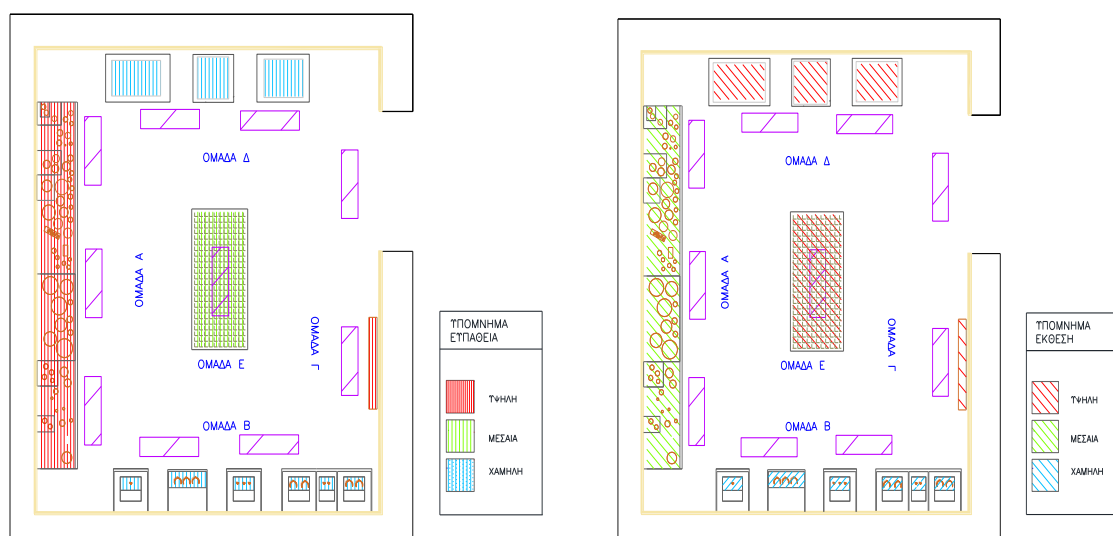 ΟΜΑΔΑ Δ
ΟΜΑΔΑ Α
ΟΜΑΔΑ Γ
ΟΜΑΔΑ Ε
ΟΜΑΔΑ Β
ΥΠΟΜΝΗΜΑ
ΕΥΠΑΘΕΙΑ
ΥΨΗΛΗ
ΜΕΣΑΙΑ
ΧΑΜΗΛΗ
ΟΜΑΔΑ Δ
ΟΜΑΔΑ Α
ΟΜΑΔΑ Γ
ΟΜΑΔΑ Ε
ΟΜΑΔΑ Β
ΥΠΟΜΝΗΜΑ
ΕΚΘΕΣΗ
ΥΨΗΛΗ
ΜΕΣΑΙΑ
ΧΑΜΗΛΗ